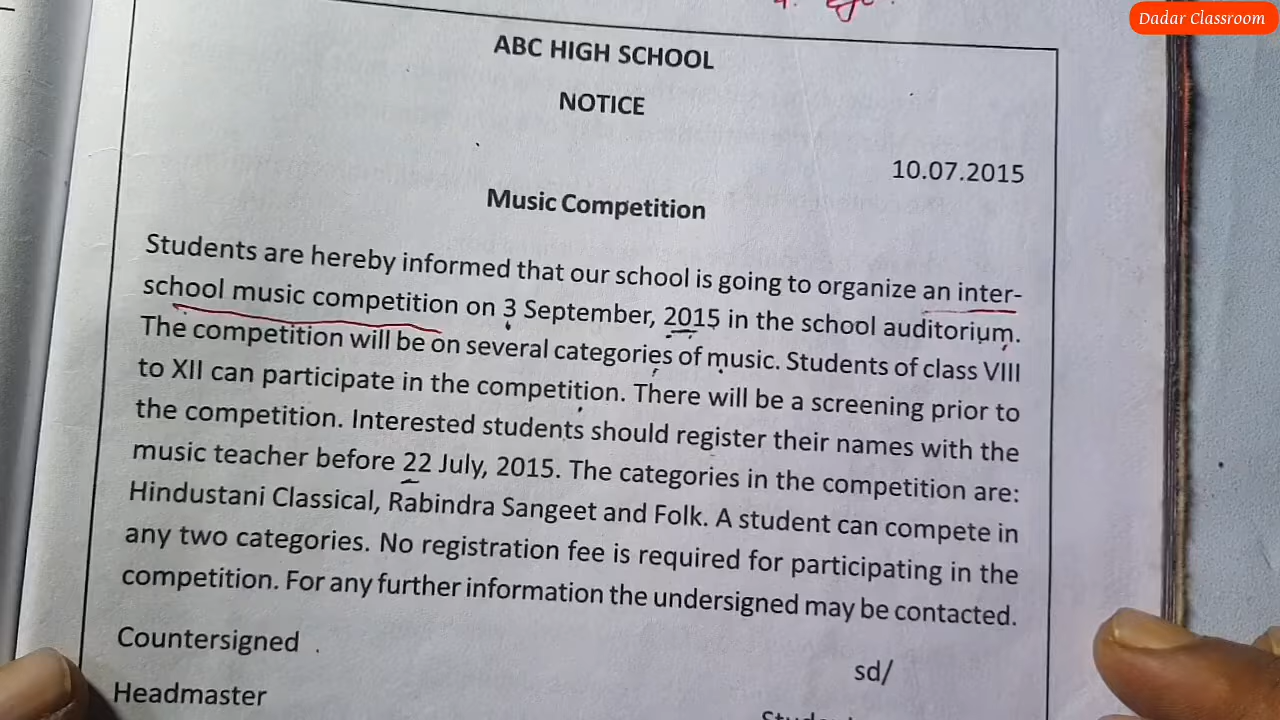 Dadar Classroom
ABC HIGH SCHOOL
NOTICE
10.07.2015
Music Competition
Students are hereby informed that our school is going to organize an inter-
school music competition on 3 September, 2015 in the school auditorium.
The competition will be on several categories of music. Students of class VIII
to XII can participate in the competition. There will be a screening prior to
the competition. Interested students should register their names with the
music teacher before 22 July, 2015. The categories in the competition are:
Hindustani Classical, Rabindra Sangeet and Folk. A student can compete in
any two categories. No registration fee is required for participating in the
competition. For any further information the undersigned may be contacted.
Countersigned
sd/
Headmaster